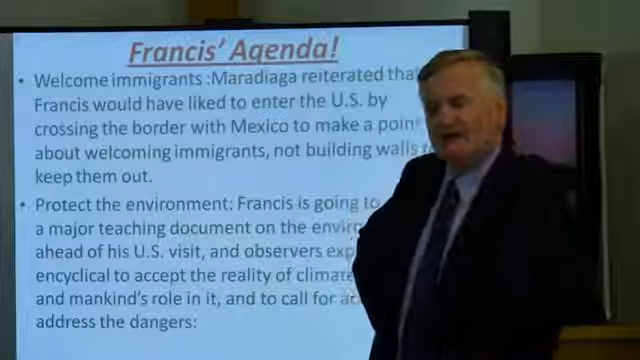 Francis' Agenda!
• Welcome immigrants :Maradiaga reiterated that
Francis would have liked to enter the U.S. by
crossing the border with Mexico to make a poin
about welcoming immigrants, not building walls to
keep them out.
• Protect the environment: Francis is going to
a major teaching document on the envir
ahead of his U.S. visit, and observers exp
encyclical to accept the reality of climat
and mankind's role in it, and to call for ac
address the dangers: